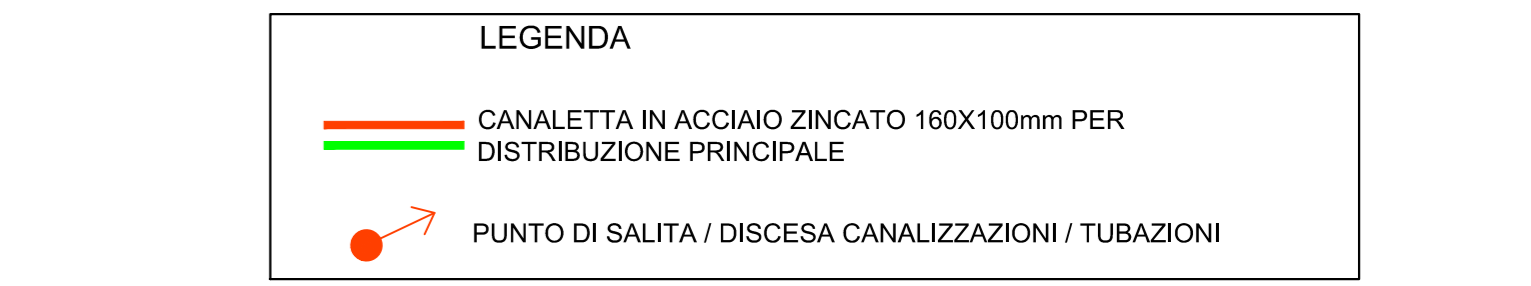 LEGENDA
CANALETTA IN ACCIAIO ZINCATO 160X100mm PER
DISTRIBUZIONE PRINCIPALE
PUNTO DI SALITA / DISCESA CANALIZZAZIONI / TUBAZIONI